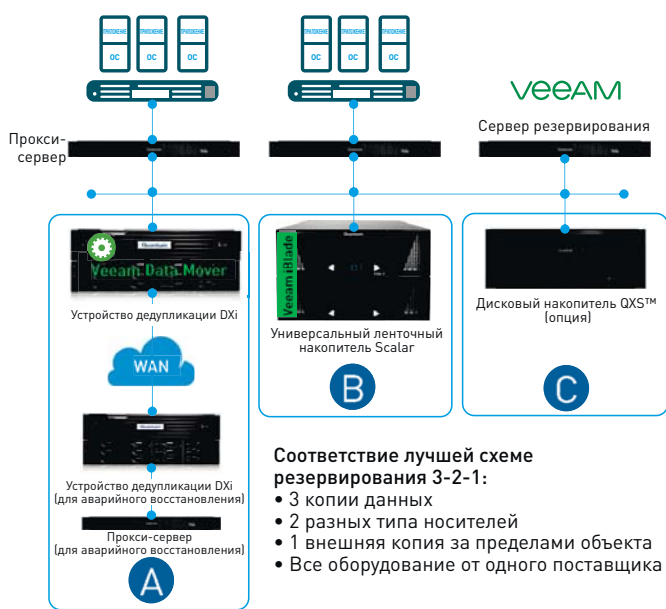 ПРИЛОЖЕНИЕ ПРИЛОЖЕНИЕ ПРИЛОЖЕНИЕ ПРИЛОЖЕНИЕ ПРИЛОЖЕНИЕ ПРИЛОЖЕНИЕ
ОС ОС ОС ОС ОС ОС
veeAM
Сервер резервирования
Прокси-
сервер
Quantum
Veeam Data Mover
Устройство дедупликации DXi
WAN
Устройство дедупликации DXi
(для аварийного восстановления)
Прокси-сервер
(для аварийного восстановления)
A
Quantum
Veeam iBlade
Универсальный ленточный
накопитель Scalar
B
Дисковый накопитель QXS™
(опция)
C
Соответствие лучшей схеме
резервирования 3-2-1:
• 3 копии данных
• 2 разных типа носителей
• 1 внешняя копия за пределами объекта
• Все оборудование от одного поставщика